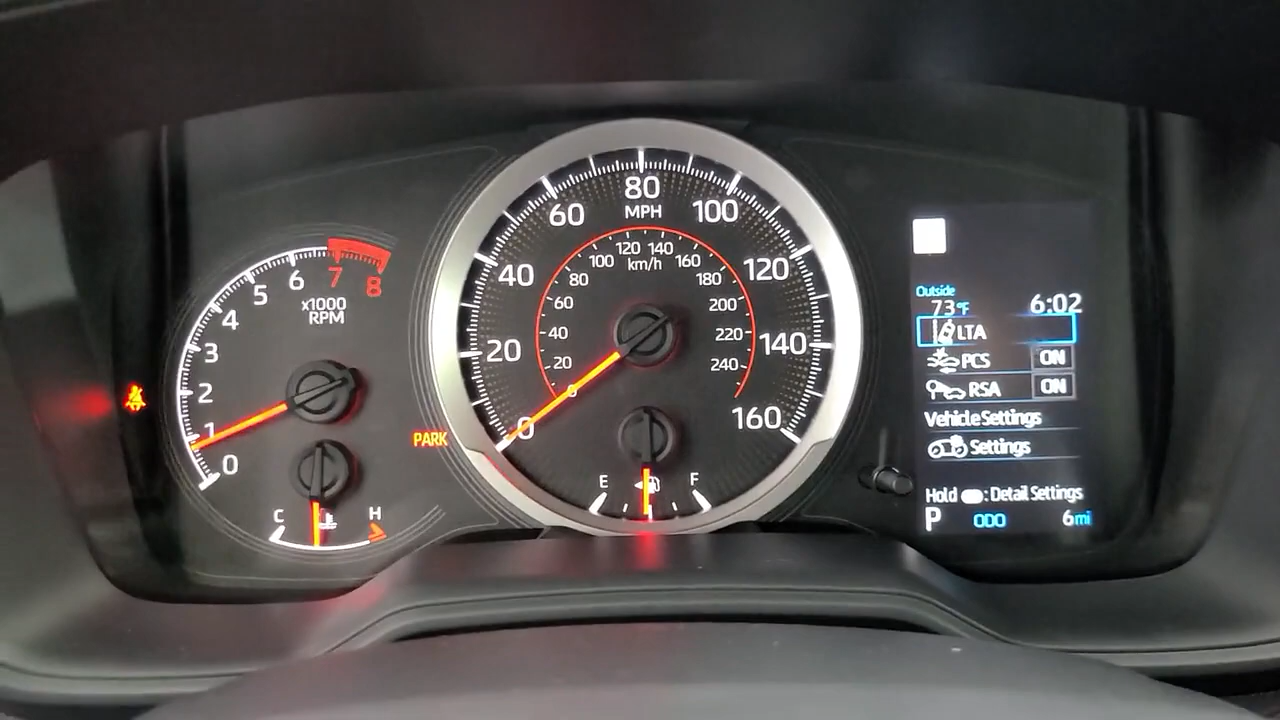 0
1
2
3
4
5
6
7
8
x1000
RPM
C
H
PARK
0
20
40
60
80
100
120
140
160
MPH
0
20
40
60
80
100
120
140
160
180
200
220
240
km/h
E
F
Outside
73°F
6:02
LTA
PCS ON
RSA ON
Vehicle Settings
Settings
Hold : Detail Settings
P ODO 6mi